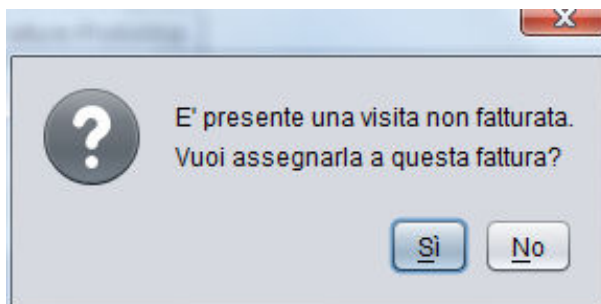 E' presente una visita non fatturata.
Vuoi assegnarla a questa fattura?
Sì
No